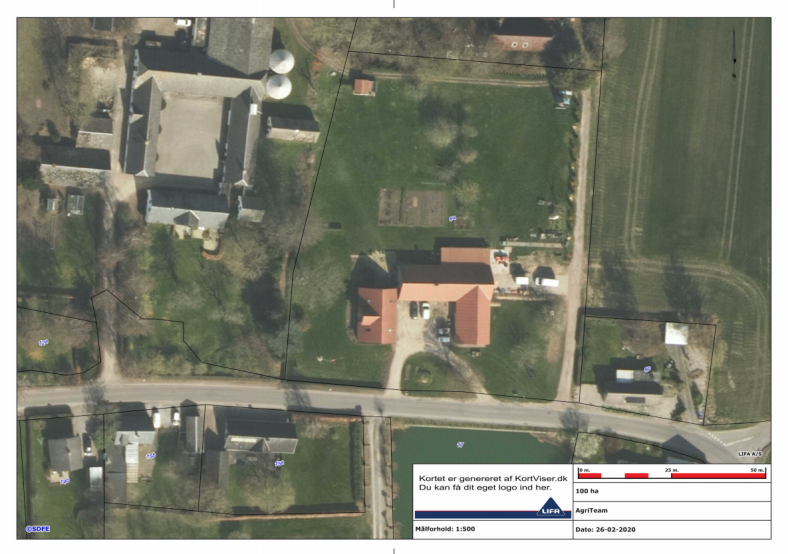 LIFA A/S
Kortet er genereret af KortViser.dk
Du kan få dit eget logo ind her.
LIFA
Målforhold: 1:500
0 m. 25 m. 50 m.
100 ha
AgriTeam
Dato: 26-02-2020
©SDFE